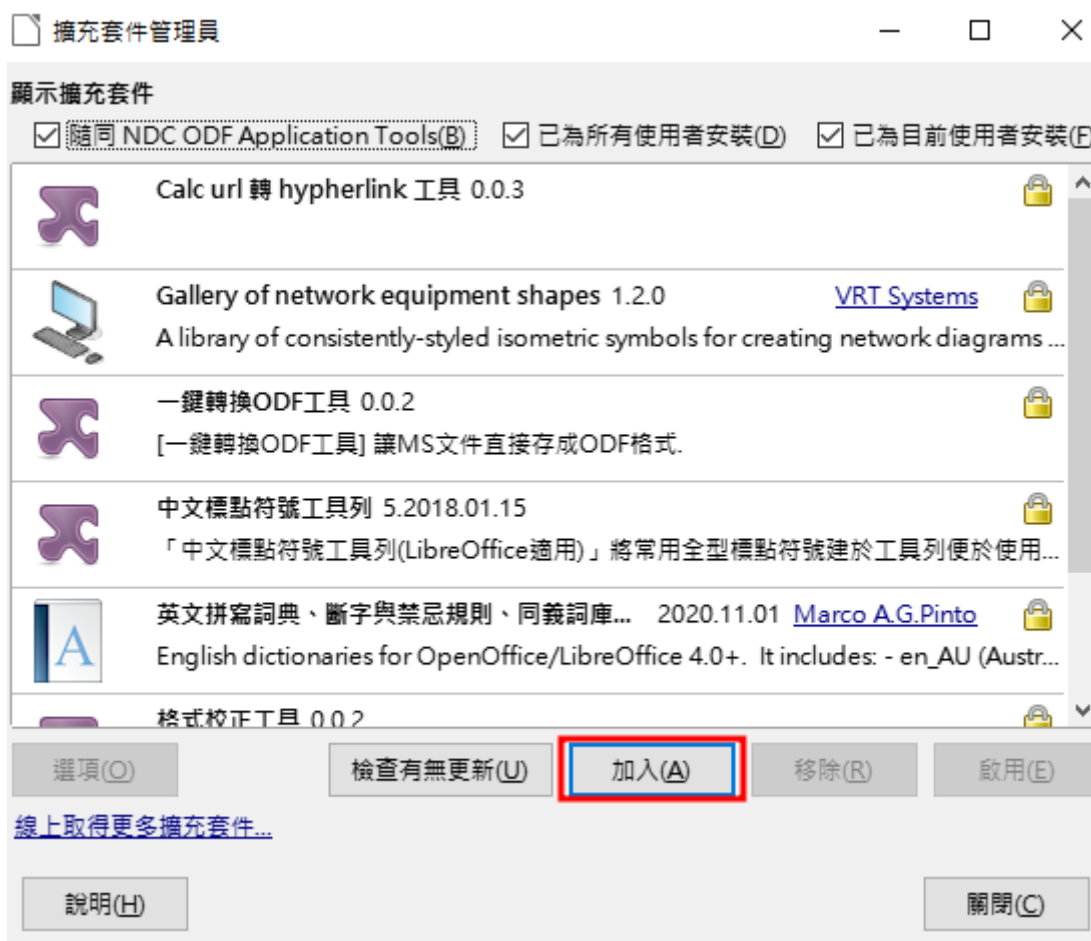 擴充套件管理員
顯示擴充套件
隨同 NDC ODF Application Tools(B) 已為所有使用者安裝(D) 已為目前使用者安裝(F
Calc url 轉 hypherlink 工具 0.0.3
Gallery of network equipment shapes 1.2.0 VRT Systems
A library of consistently-styled isometric symbols for creating network diagrams ...
一鍵轉換ODF工具 0.0.2
[一鍵轉換ODF工具] 讓MS文件直接存成ODF格式.
中文標點符號工具列 5.2018.01.15
「中文標點符號工具列(LibreOffice適用)」將常用全型標點符號建於工具列便於使用...
英文拼寫詞典、斷字與禁忌規則、同義詞庫... 2020.11.01 Marco A.G.Pinto
English dictionaries for OpenOffice/LibreOffice 4.0+. It includes: - en_AU (Austr...
格式校正工具 0.0.2
選項(O) 檢查有無更新(U) 加入(A) 移除(R) 啟用(E)
線上取得更多擴充套件...
說明(H) 關閉(C)